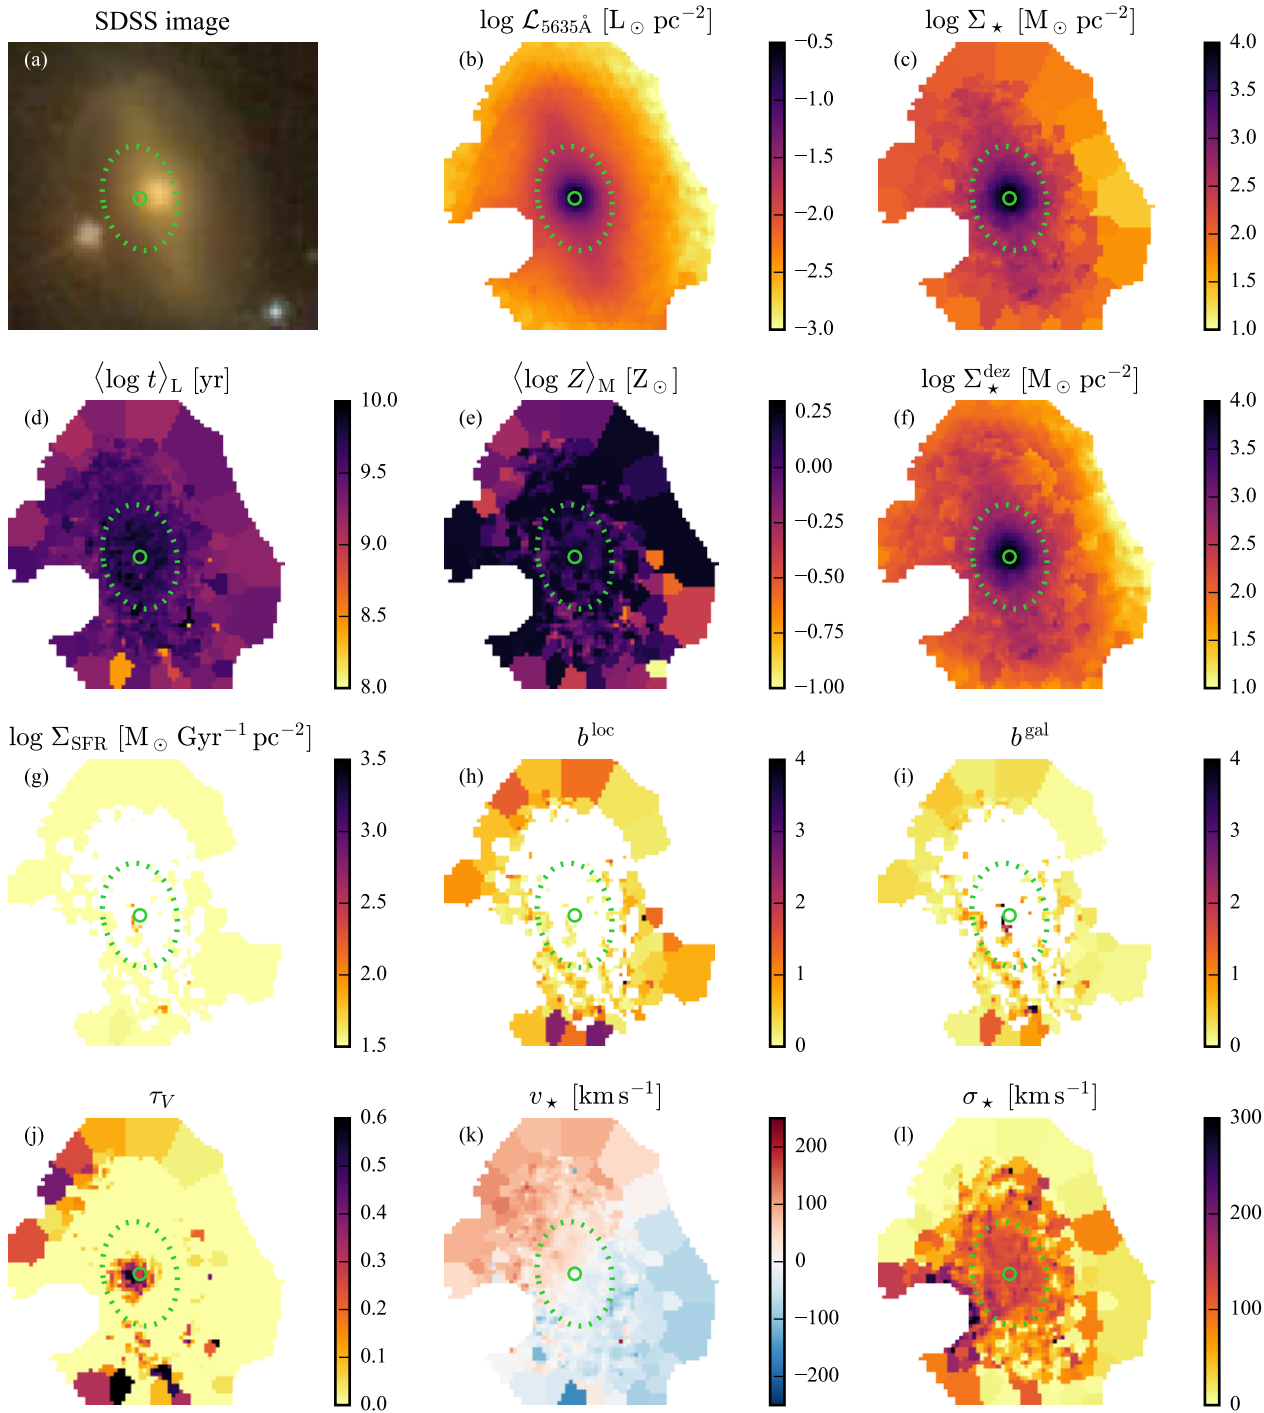 SDSS image
log ℒ₅₆₃₅Å [L⊙ pc⁻²]
log Σ⋆ [M⊙ pc⁻²]
(a)
(b)
−0.5
−1.0
−1.5
−2.0
−2.5
−3.0
(c)
4.0
3.5
3.0
2.5
2.0
1.5
1.0
⟨log t⟩L [yr]
⟨log Z⟩M [Z⊙]
log Σ⋆^dez [M⊙ pc⁻²]
(d)
10.0
9.5
9.0
8.5
8.0
(e)
0.25
0.00
−0.25
−0.50
−0.75
−1.00
(f)
4.0
3.5
3.0
2.5
2.0
1.5
1.0
log ΣSFR [M⊙ Gyr⁻¹ pc⁻²]
b^loc
b^gal
(g)
3.5
3.0
2.5
2.0
1.5
(h)
4
3
2
1
0
(i)
4
3
2
1
0
τV
v⋆ [km s⁻¹]
σ⋆ [km s⁻¹]
(j)
0.6
0.5
0.4
0.3
0.2
0.1
0.0
(k)
200
100
0
−100
−200
(l)
300
200
100
0